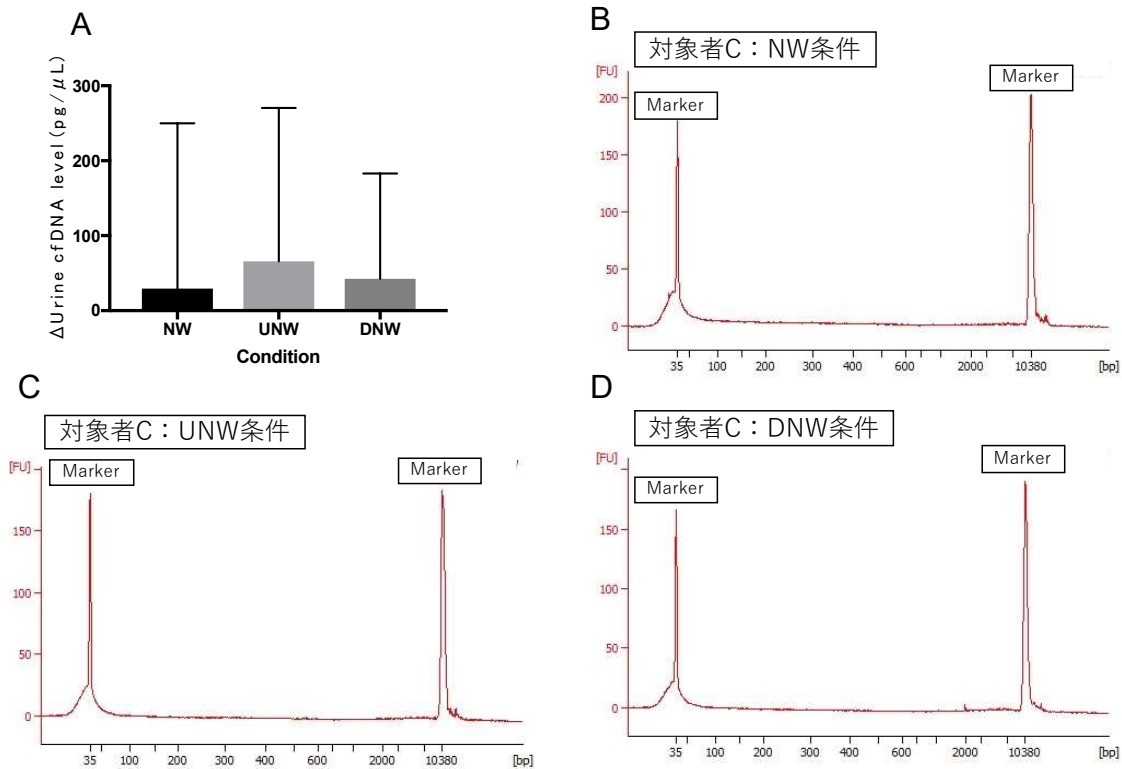 A
ΔUrine cfDNA level (pg/μL)
300
200
100
0
NW UNW DNW
Condition
B
対象者C：NW条件
[FU]
Marker
Marker
200
150
100
50
0
35 100 200 300 400 600 2000 10380 [bp]
C
対象者C：UNW条件
[FU]
Marker
Marker
150
100
50
0
35 100 200 300 400 600 2000 10380 [bp]
D
対象者C：DNW条件
[FU]
Marker
Marker
150
100
50
0
35 100 200 300 400 600 2000 10380 [bp]